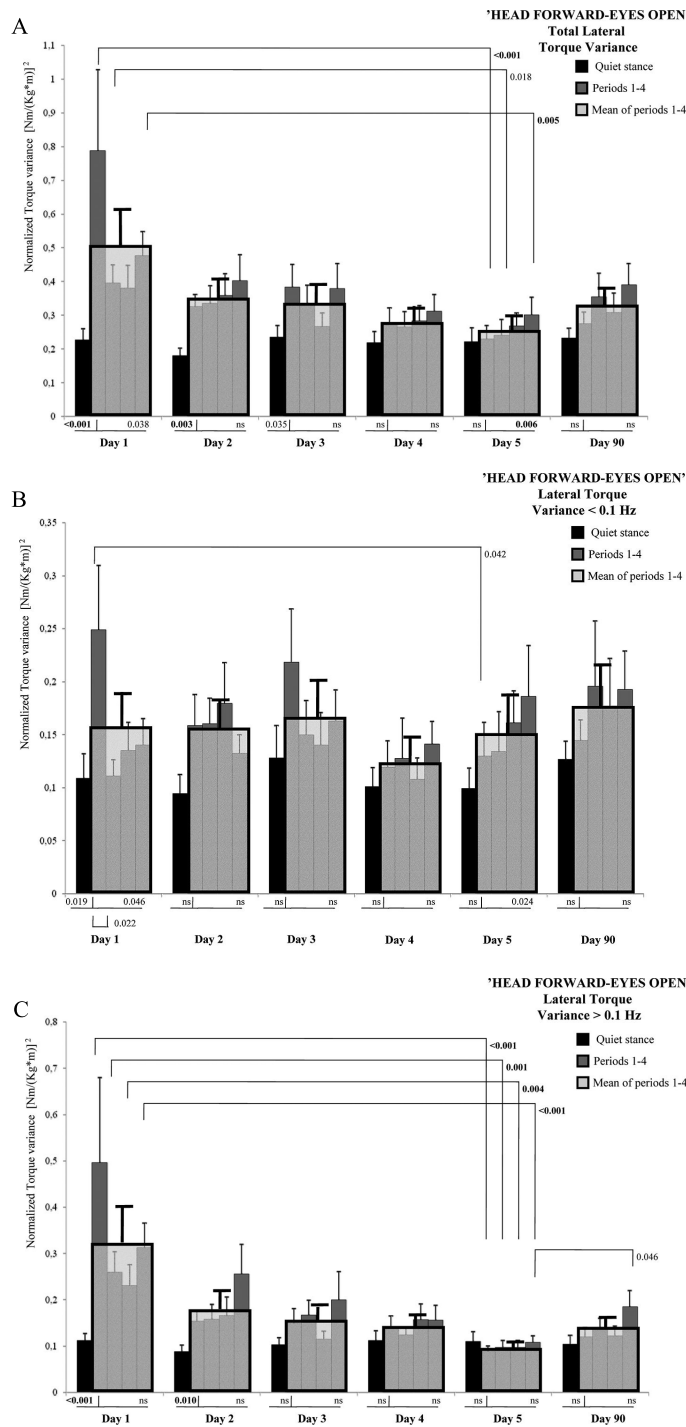 A
'HEAD FORWARD-EYES OPEN
Total Lateral
Torque Variance
Quiet stance
Periods 1-4
Mean of periods 1-4
Normalized Torque variance [Nm/(Kg*m)]²
1,1
1
0,9
0,8
0,7
0,6
0,5
0,4
0,3
0,2
0,1
0
<0.001
0.018
0.005
<0.001 0.038 0.003 ns 0.035 ns ns ns ns 0.006 ns ns
Day 1 Day 2 Day 3 Day 4 Day 5 Day 90
B
'HEAD FORWARD-EYES OPEN'
Lateral Torque
Variance < 0.1 Hz
Quiet stance
Periods 1-4
Mean of periods 1-4
Normalized Torque variance [Nm/(Kg*m)]²
0,35
0,3
0,25
0,2
0,15
0,1
0,05
0
0.042
0.019 0.046 ns ns ns ns ns ns ns 0.024 ns ns
0.022
Day 1 Day 2 Day 3 Day 4 Day 5 Day 90
C
'HEAD FORWARD-EYES OPEN
Lateral Torque
Variance > 0.1 Hz
Quiet stance
Periods 1-4
Mean of periods 1-4
Normalized Torque variance [Nm/(Kg*m)]²
0,8
0,7
0,6
0,5
0,4
0,3
0,2
0,1
0
<0.001
0.001
0.004
<0.001
0.046
<0.001 ns 0.010 ns ns ns ns ns ns ns ns ns
Day 1 Day 2 Day 3 Day 4 Day 5 Day 90